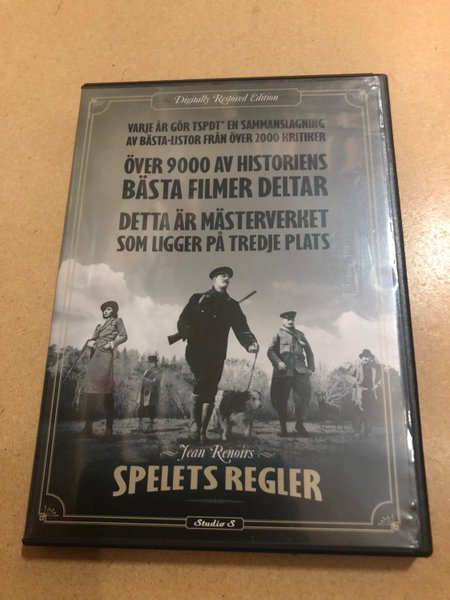 Digitally Restored Edition
VARJE ÅR GÖR TSPDT* EN SAMMANSLAGNING
AV BÄSTA-LISTOR FRÅN ÖVER 2000 KRITIKER
ÖVER 9000 AV HISTORIENS
BÄSTA FILMER DELTAR
DETTA ÄR MÄSTERVERKET
SOM LIGGER PÅ TREDJE PLATS
Jean Renoirs
SPELETS REGLER
Studio S